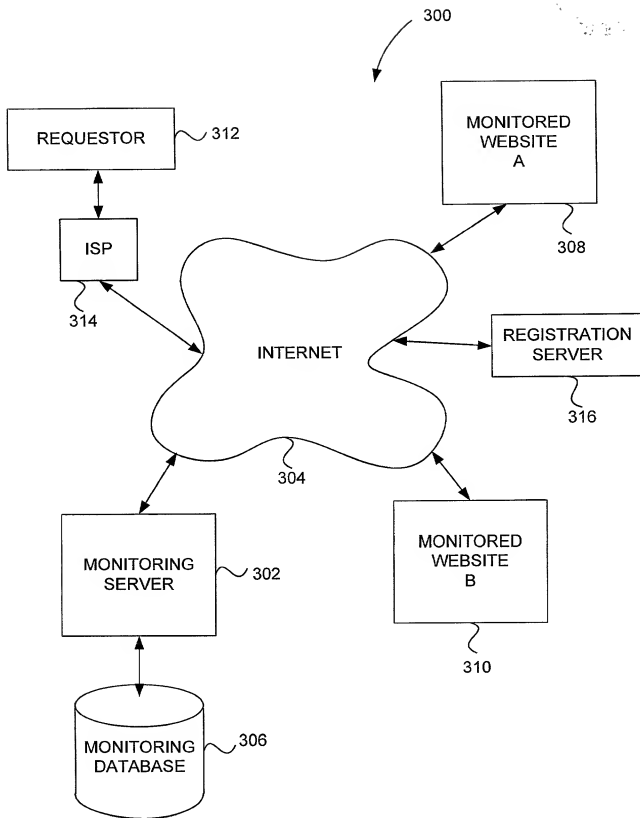 300
REQUESTOR
312
MONITORED
WEBSITE
A
308
ISP
314
INTERNET
304
REGISTRATION
SERVER
316
MONITORING
SERVER
302
MONITORED
WEBSITE
B
310
MONITORING
DATABASE
306